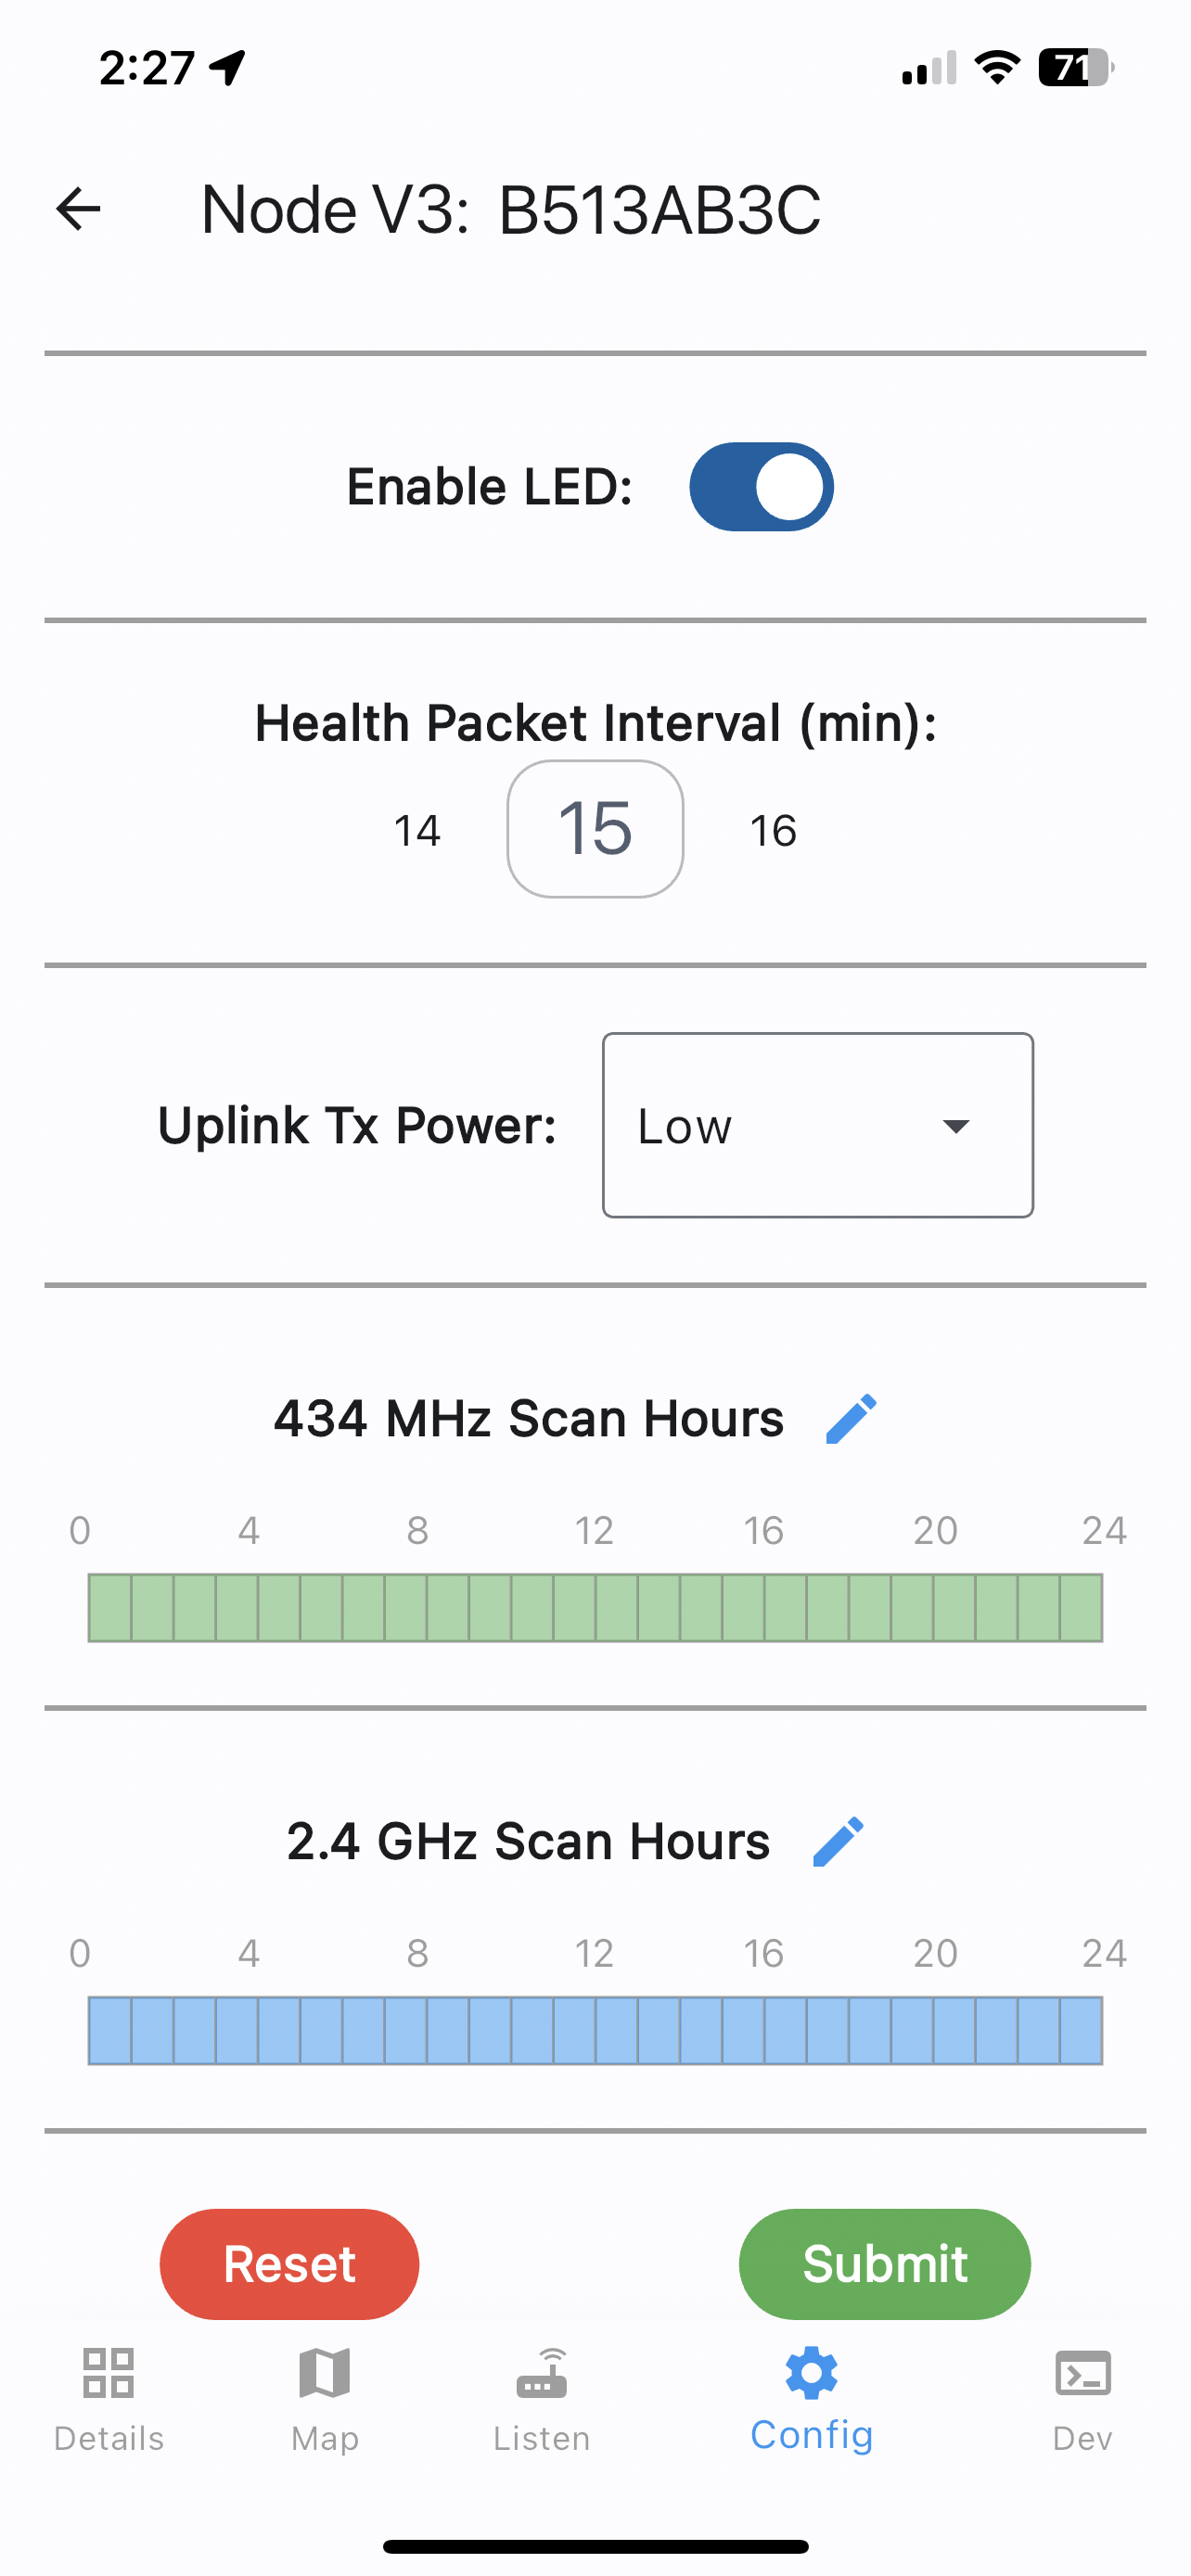 2:27
71
Node V3: B513AB3C
Enable LED:
Health Packet Interval (min):
14 15 16
Uplink Tx Power: Low
434 MHz Scan Hours
0 4 8 12 16 20 24
2.4 GHz Scan Hours
0 4 8 12 16 20 24
Reset Submit
Details Map Listen Config Dev